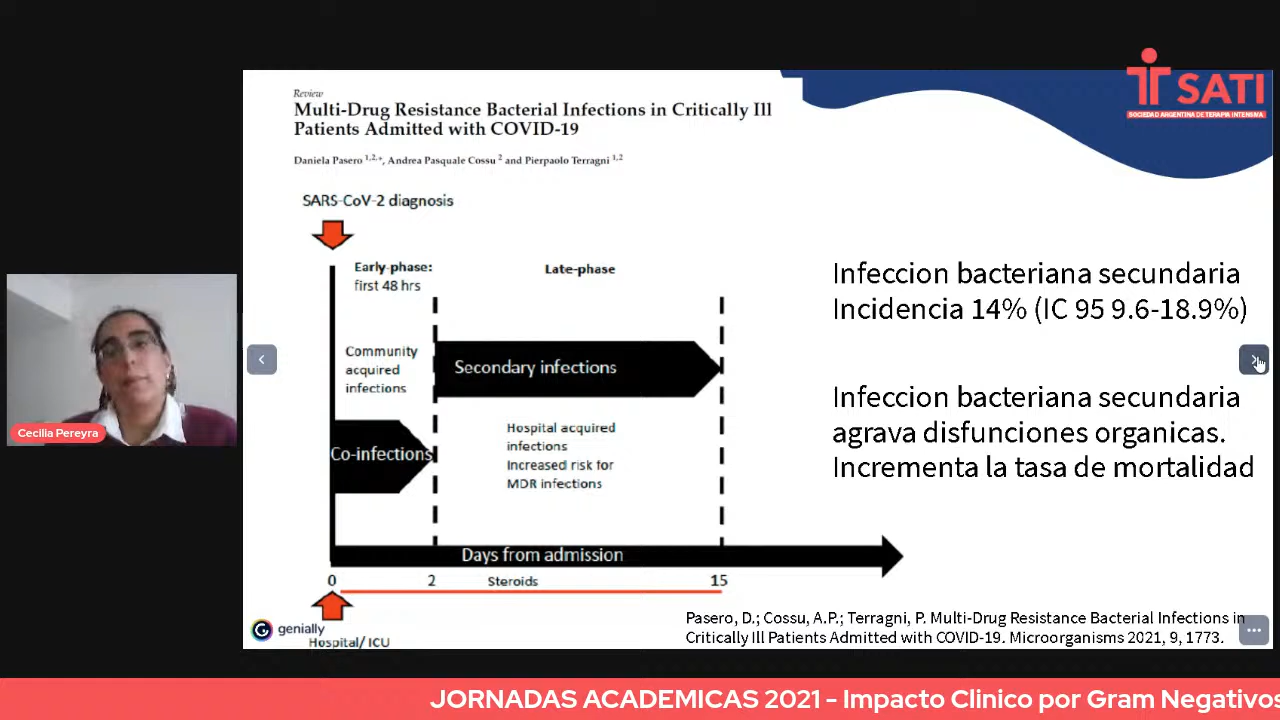 SATI
SOCIEDAD ARGENTINA DE TERAPIA INTENSIVA
Review
Multi-Drug Resistance Bacterial Infections in Critically Ill
Patients Admitted with COVID-19
Daniela Pasero 1,2,*, Andrea Pasquale Cossu 2 and Pierpaolo Terragni 1,2
SARS-CoV-2 diagnosis
Early-phase:
first 48 hrs
Late-phase
Community
acquired
infections
Secondary infections
Co-infections
Hospital acquired
infections
Increased risk for
MDR infections
Days from admission
0
2
Steroids
15
Hospital/ ICU
genially
Infeccion bacteriana secundaria
Incidencia 14% (IC 95 9.6-18.9%)
Infeccion bacteriana secundaria
agrava disfunciones organicas.
Incrementa la tasa de mortalidad
Pasero, D.; Cossu, A.P.; Terragni, P. Multi-Drug Resistance Bacterial Infections in
Critically Ill Patients Admitted with COVID-19. Microorganisms 2021, 9, 1773.
Cecilia Pereyra
JORNADAS ACADEMICAS 2021 - Impacto Clinico por Gram Negativos